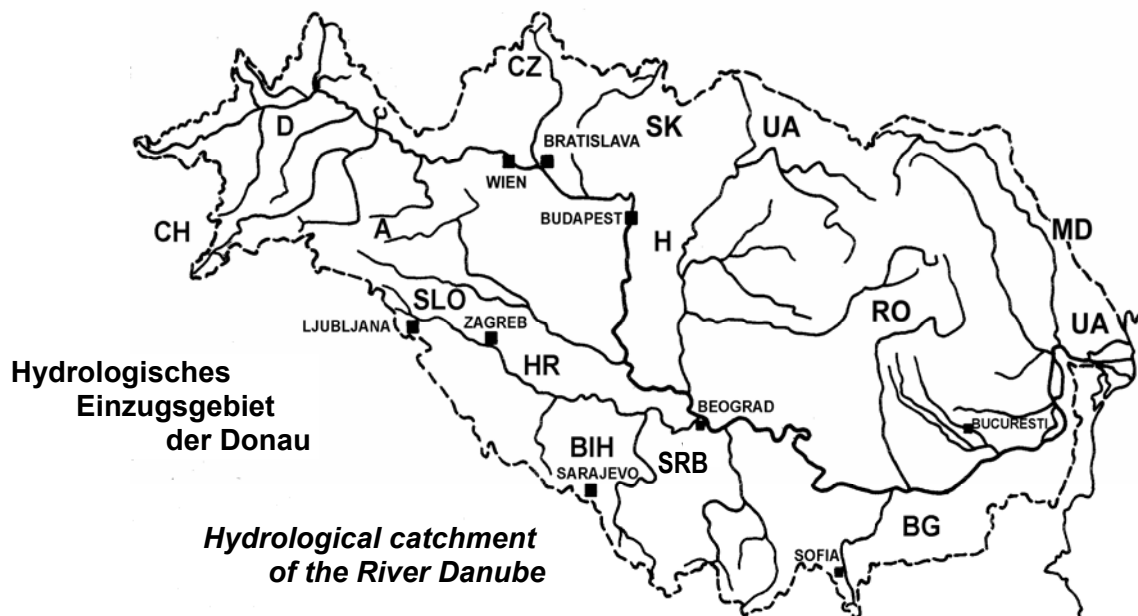 CZ
D
SK
UA
BRATISLAVA
WIEN
CH
A
BUDAPEST
H
MD
SLO
LJUBLJANA
ZAGREB
RO
UA
HR
Hydrologisches
Einzugsgebiet
der Donau
BEOGRAD
BUCURESTI
BIH
SRB
SARAJEVO
BG
SOFIA
Hydrological catchment
of the River Danube